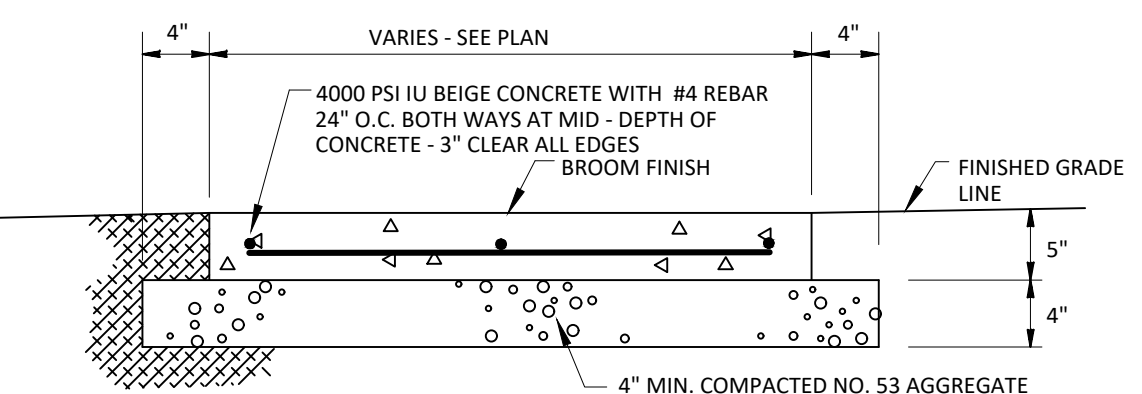 4"
VARIES - SEE PLAN
4"
4000 PSI IU BEIGE CONCRETE WITH #4 REBAR
24" O.C. BOTH WAYS AT MID - DEPTH OF
CONCRETE - 3" CLEAR ALL EDGES
BROOM FINISH
FINISHED GRADE
LINE
5"
4"
4" MIN. COMPACTED NO. 53 AGGREGATE